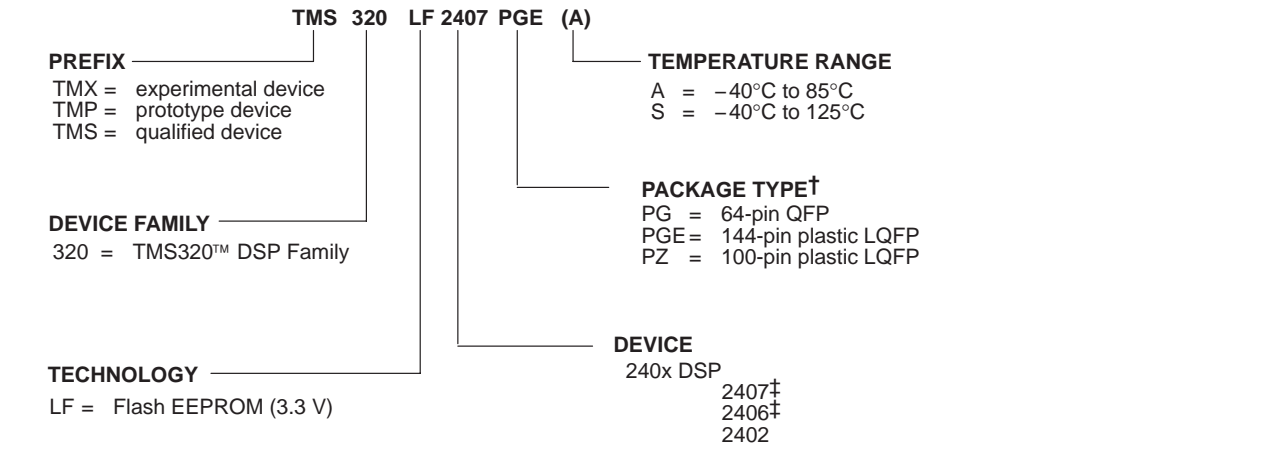 TMS 320 LF 2407 PGE (A)
PREFIX
TMX = experimental device
TMP = prototype device
TMS = qualified device
TEMPERATURE RANGE
A = −40°C to 85°C
S = −40°C to 125°C
PACKAGE TYPE†
PG = 64-pin QFP
PGE = 144-pin plastic LQFP
PZ = 100-pin plastic LQFP
DEVICE FAMILY
320 = TMS320™ DSP Family
DEVICE
240x DSP
2407‡
2406‡
2402
TECHNOLOGY
LF = Flash EEPROM (3.3 V)